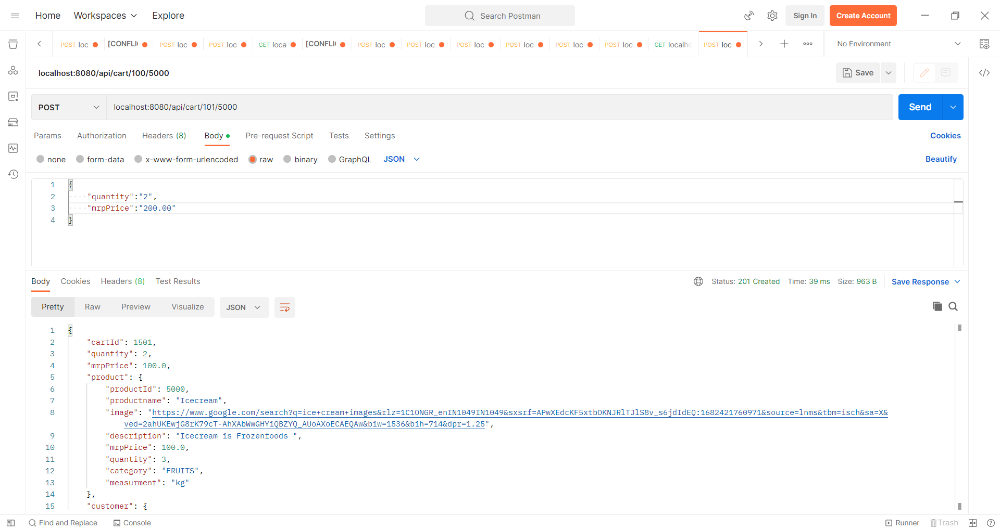 Home Workspaces Explore Search Postman Sign In Create Account
POST loc [CONFLI POST loc POST loc GET loca [CONFLI POST loc POST loc POST loc POST loc POST loc POST loc GET localho POST loc No Environment
localhost:8080/api/cart/100/5000 Save
POST localhost:8080/api/cart/101/5000 Send
Params Authorization Headers (8) Body Pre-request Script Tests Settings Cookies
none form-data x-www-form-urlencoded raw binary GraphQL JSON Beautify
1 {
2 "quantity":"2",
3 "mrpPrice":"200.00"
4 }
Body Cookies Headers (8) Test Results Status: 201 Created Time: 39 ms Size: 963 B Save Response
Pretty Raw Preview Visualize JSON
1 {
2 "cartId": 1501,
3 "quantity": 2,
4 "mrpPrice": 100.0,
5 "product": {
6 "productId": 5000,
7 "productname": "Icecream",
8 "image": "https://www.google.com/search?q=ice+cream+images&rlz=1C1ONGR_enIN1049IN1049&sxsrf=APwXEdcKF5xtbOKNJRlTJlS8v_s6jdIdEQ:1682421760971&source=lnms&tbm=isch&sa=X&
ved=2ahUKEwjG8rK79cT-AhXAbWwGHYiQBZYQ_AUoAXoECAEQAw&biw=1536&bih=714&dpr=1.25",
9 "description": "Icecream is Frozenfoods ",
10 "mrpPrice": 100.0,
11 "quantity": 3,
12 "category": "FRUITS",
13 "measurment": "kg"
14 },
15 "customer": {
Find and Replace Console Runner Trash